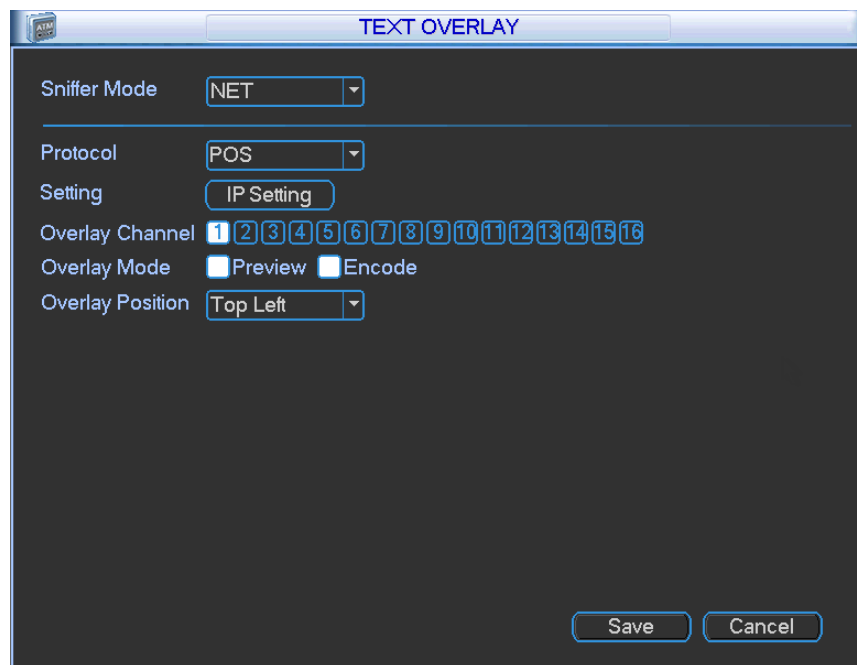 ATM
TEXT OVERLAY
Sniffer Mode NET
Protocol POS
Setting IP Setting
Overlay Channel 1 2 3 4 5 6 7 8 9 10 11 12 13 14 15 16
Overlay Mode Preview Encode
Overlay Position Top Left
Save Cancel